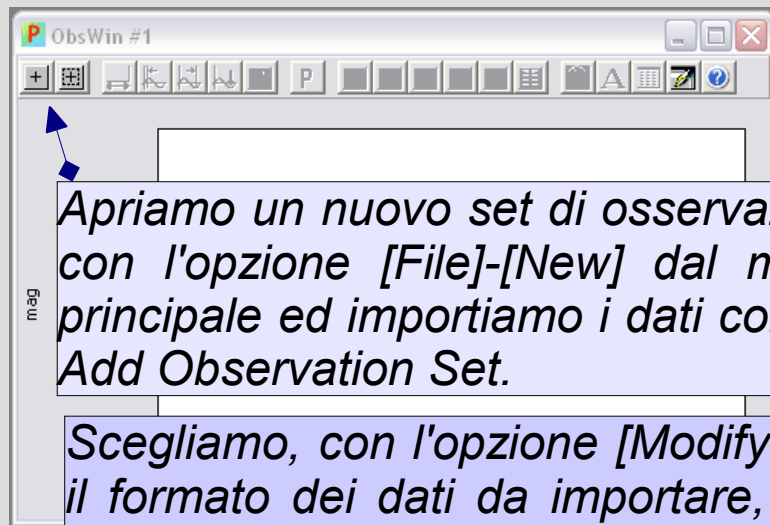 ObsWin #1
Apriamo un nuovo set di osserva
con l'opzione [File]-[New] dal m
principale ed importiamo i dati co
Add Observation Set.
mag
Scegliamo, con l'opzione [Modify
il formato dei dati da importare,